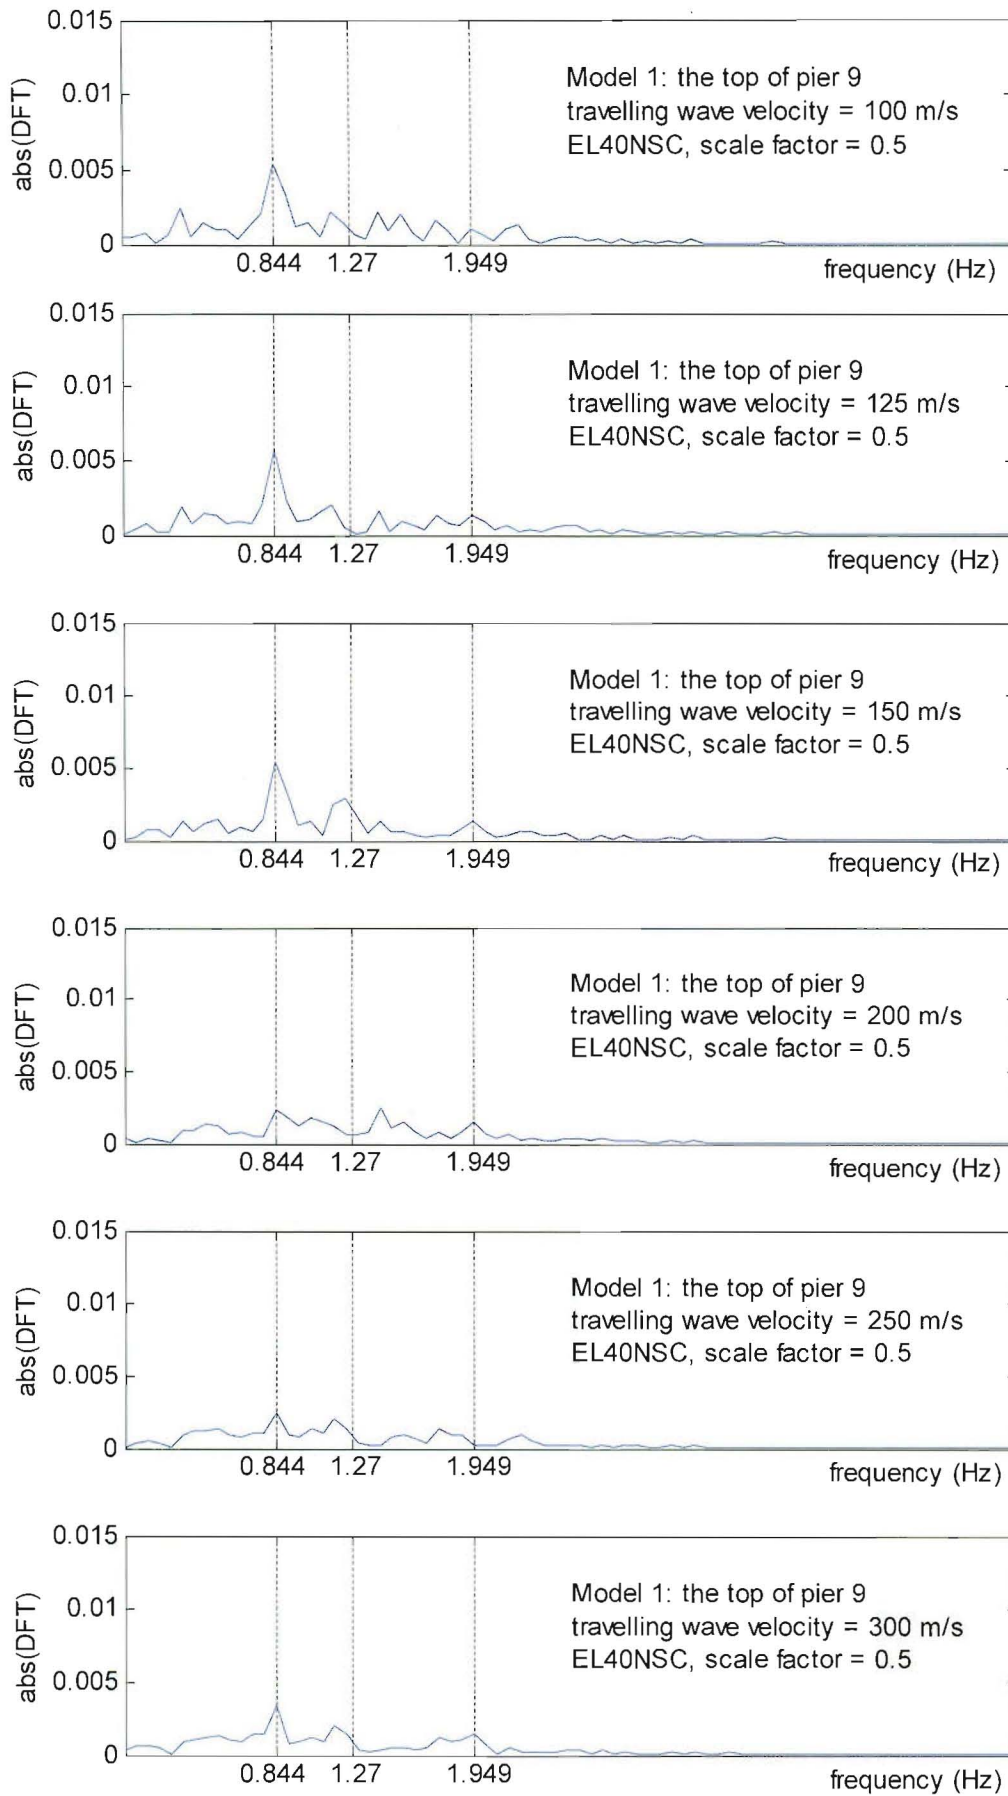 0.015
0.01
0.005
0
abs(DFT)
Model 1: the top of pier 9
travelling wave velocity = 100 m/s
EL40NSC, scale factor = 0.5
0.844 1.27 1.949 frequency (Hz)
0.015
0.01
0.005
0
abs(DFT)
Model 1: the top of pier 9
travelling wave velocity = 125 m/s
EL40NSC, scale factor = 0.5
0.844 1.27 1.949 frequency (Hz)
0.015
0.01
0.005
0
abs(DFT)
Model 1: the top of pier 9
travelling wave velocity = 150 m/s
EL40NSC, scale factor = 0.5
0.844 1.27 1.949 frequency (Hz)
0.015
0.01
0.005
0
abs(DFT)
Model 1: the top of pier 9
travelling wave velocity = 200 m/s
EL40NSC, scale factor = 0.5
0.844 1.27 1.949 frequency (Hz)
0.015
0.01
0.005
0
abs(DFT)
Model 1: the top of pier 9
travelling wave velocity = 250 m/s
EL40NSC, scale factor = 0.5
0.844 1.27 1.949 frequency (Hz)
0.015
0.01
0.005
0
abs(DFT)
Model 1: the top of pier 9
travelling wave velocity = 300 m/s
EL40NSC, scale factor = 0.5
0.844 1.27 1.949 frequency (Hz)